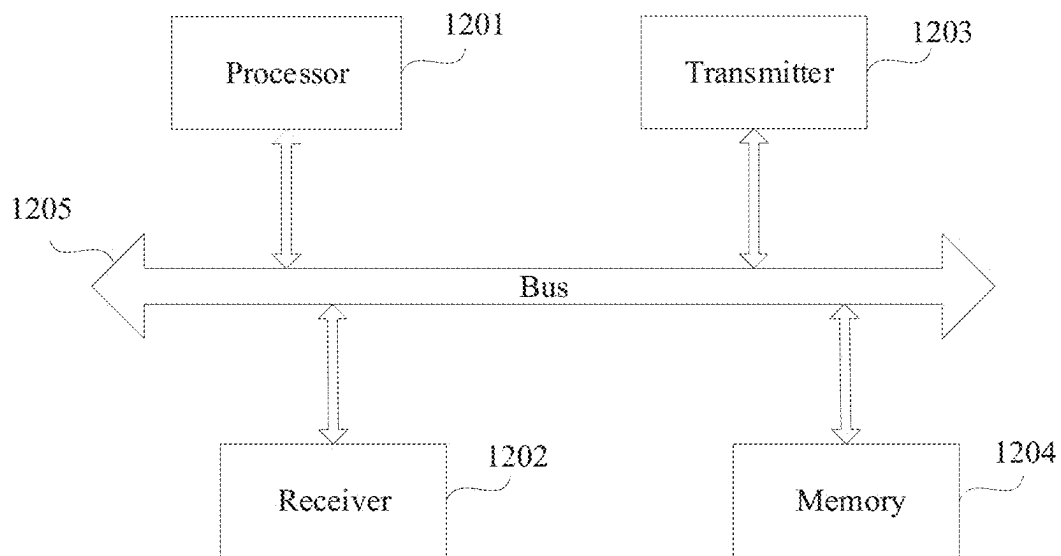 1201
Processor
1203
Transmitter
1205
Bus
1202
Receiver
1204
Memory